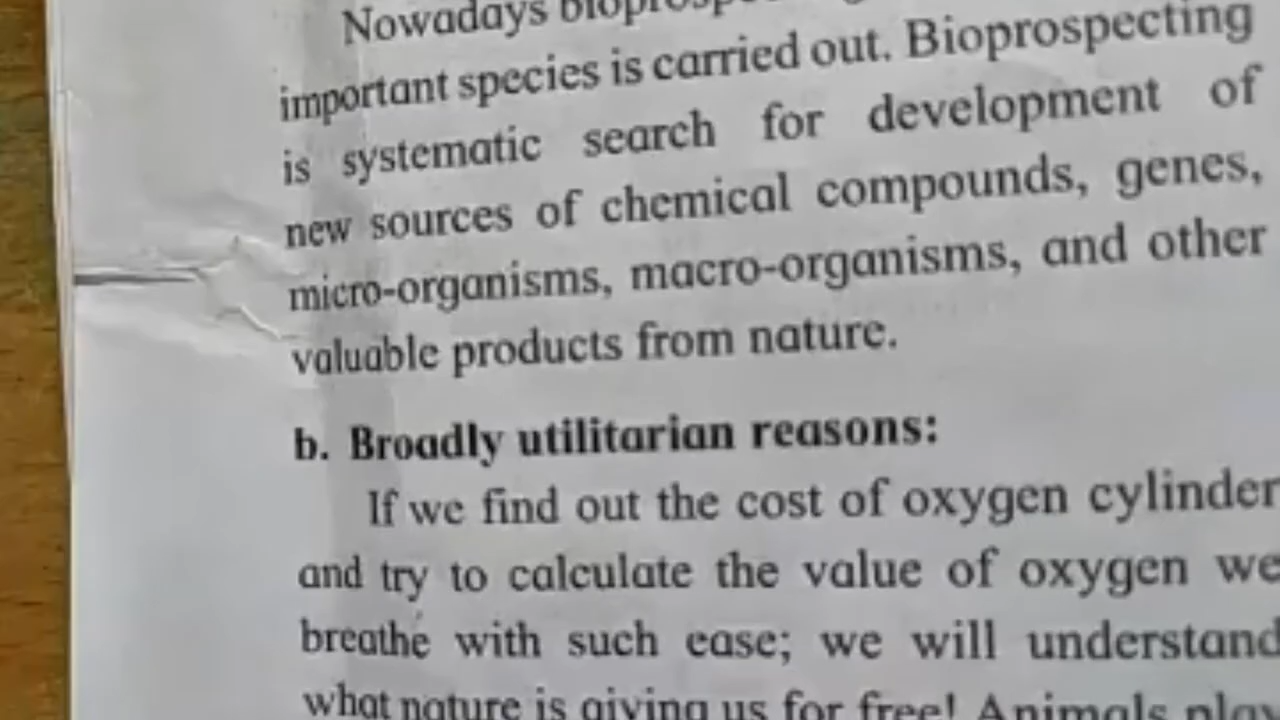 Nowadays
important species is carried out. Bioprospecting
is systematic search for development of
new sources of chemical compounds, genes,
micro-organisms, macro-organisms, and other
valuable products from nature.
b. Broadly utilitarian reasons:
If we find out the cost of oxygen cylinder
and try to calculate the value of oxygen we
breathe with such ease; we will understand
what nature is giving us for free! Animals play